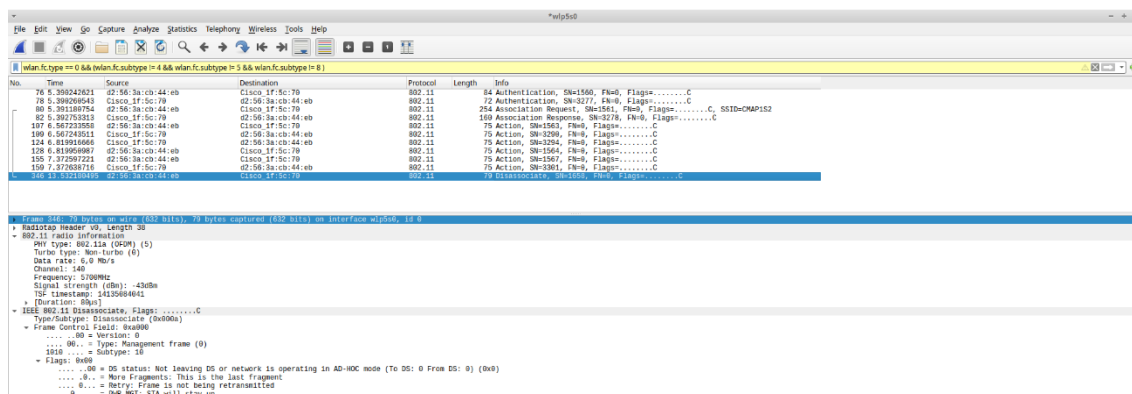 *wlp5s0
File Edit View Go Capture Analyze Statistics Telephony Wireless Tools Help
wlan.fc.type == 0 && (wlan.fc.subtype != 4 && wlan.fc.subtype != 5 && wlan.fc.subtype != 8 )
No. Time Source Destination Protocol Length Info
76 5.390242621 d2:56:3a:cb:44:eb Cisco_1f:5c:70 802.11 84 Authentication, SN=1560, FN=0, Flags=........C
78 5.390260543 Cisco_1f:5c:70 d2:56:3a:cb:44:eb 802.11 72 Authentication, SN=3277, FN=0, Flags=........C
80 5.391180754 d2:56:3a:cb:44:eb Cisco_1f:5c:70 802.11 254 Association Request, SN=1561, FN=0, Flags=........C, SSID=CMAPiS2
82 5.392753313 Cisco_1f:5c:70 d2:56:3a:cb:44:eb 802.11 160 Association Response, SN=3278, FN=0, Flags=........C
107 6.567233558 d2:56:3a:cb:44:eb Cisco_1f:5c:70 802.11 75 Action, SN=1563, FN=0, Flags=........C
109 6.567243511 Cisco_1f:5c:70 d2:56:3a:cb:44:eb 802.11 75 Action, SN=3290, FN=0, Flags=........C
124 6.819916666 Cisco_1f:5c:70 d2:56:3a:cb:44:eb 802.11 75 Action, SN=3294, FN=0, Flags=........C
128 6.819950987 d2:56:3a:cb:44:eb Cisco_1f:5c:70 802.11 75 Action, SN=1564, FN=0, Flags=........C
155 7.372597221 d2:56:3a:cb:44:eb Cisco_1f:5c:70 802.11 75 Action, SN=1567, FN=0, Flags=........C
159 7.372638716 Cisco_1f:5c:70 d2:56:3a:cb:44:eb 802.11 75 Action, SN=3301, FN=0, Flags=........C
346 13.532180495 d2:56:3a:cb:44:eb Cisco_1f:5c:70 802.11 79 Disassociate, SN=1658, FN=0, Flags=........C
Frame 346: 79 bytes on wire (632 bits), 79 bytes captured (632 bits) on interface wlp5s0, id 0
Radiotap Header v0, Length 38
802.11 radio information
PHY type: 802.11a (OFDM) (5)
Turbo type: Non-turbo (0)
Data rate: 6,0 Mb/s
Channel: 140
Frequency: 5700MHz
Signal strength (dBm): -43dBm
TSF timestamp: 14135084041
[Duration: 80µs]
IEEE 802.11 Disassociate, Flags: ........C
Type/Subtype: Disassociate (0x000a)
Frame Control Field: 0xa000
.... ..00 = Version: 0
.... 00.. = Type: Management frame (0)
1010 .... = Subtype: 10
Flags: 0x00
.... ..00 = DS status: Not leaving DS or network is operating in AD-HOC mode (To DS: 0 From DS: 0) (0x0)
.... .0.. = More Fragments: This is the last fragment
.... 0... = Retry: Frame is not being retransmitted
...0 .... = PWR MGT: STA will stay up